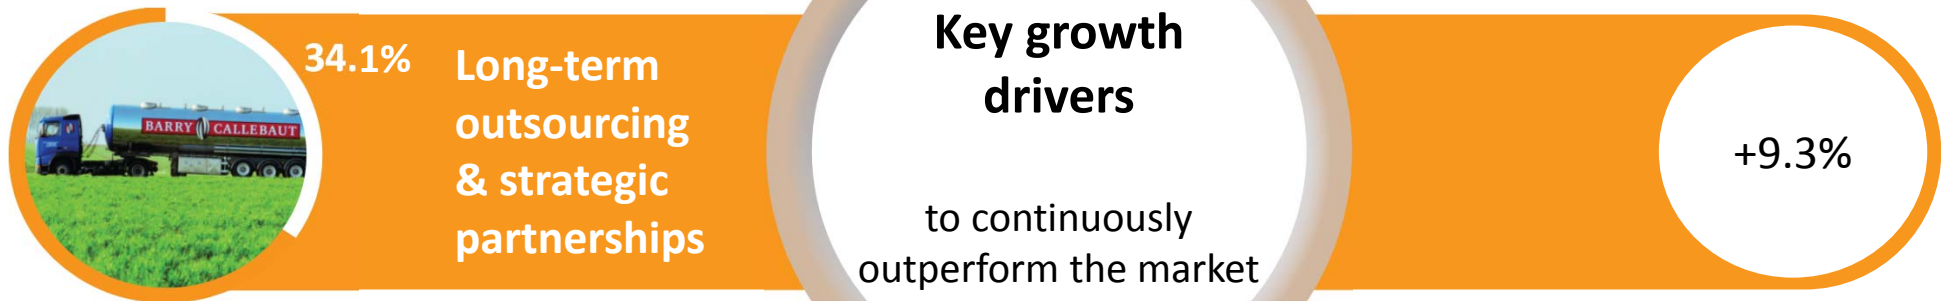 34.1%
Long-term
outsourcing
& strategic
partnerships
BARRY CALLEBAUT
Key growth
drivers
to continuously
outperform the market
+9.3%